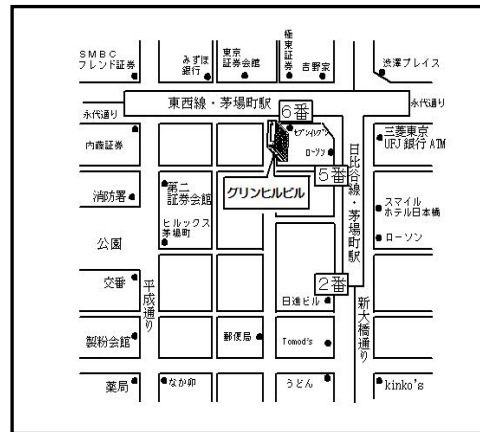 SMBC
フレンド証券
みずほ
銀行
東京
証券会館
極東証券
吉野家
渋澤プレイス
永代通り
東西線・茅場町駅
6番
永代通り
内藤証券
セブンイレブン
ローソン
三菱東京
UFJ銀行ATM
5番
日比谷線・茅場町駅
グリンヒルビル
消防署
第二
証券会館
スマイル
ホテル日本橋
ヒルックス
茅場町
公園
ローソン
交番
平成通り
2番
日進ビル
新大橋通り
製粉会館
郵便局
Tomod's
薬局
なか卯
うどん
kinko's